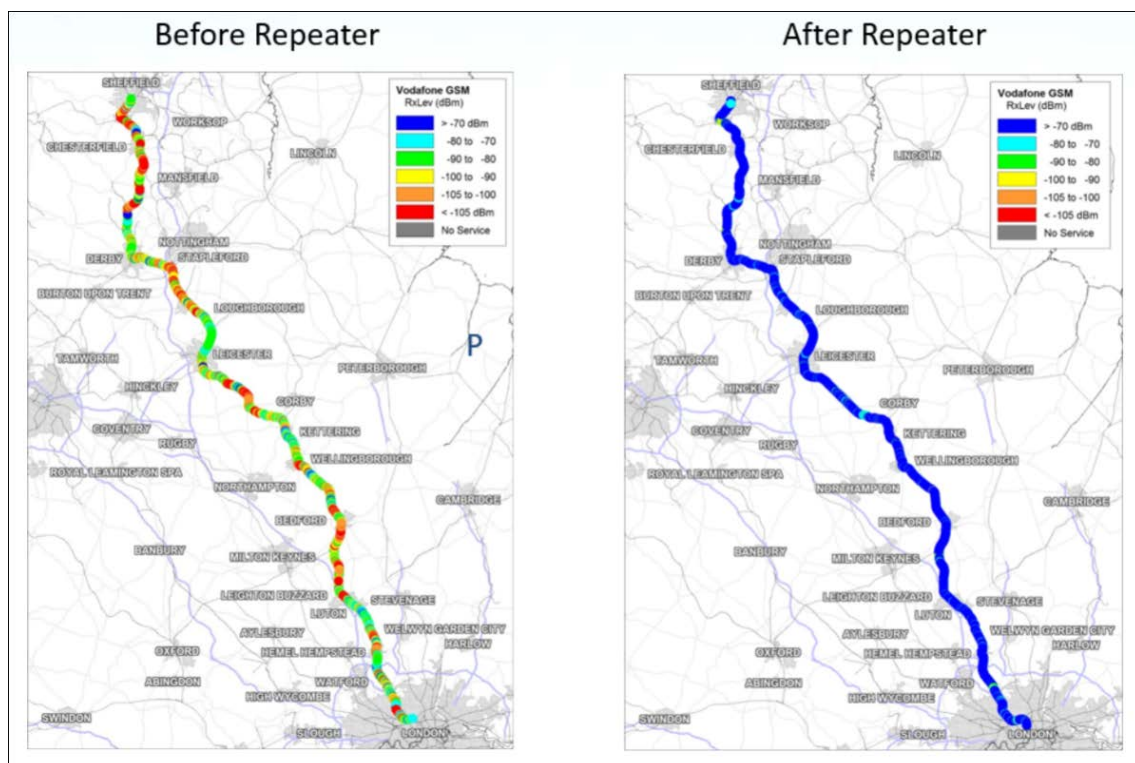 Before Repeater
After Repeater
SHEFFIELD
WORKSOP
CHESTERFIELD
LINCOLN
MANSFIELD
NOTTINGHAM
DERBY
STAPLEFORD
BURTON UPON TRENT
LOUGHBOROUGH
TAMWORTH
LEICESTER
PETERBOROUGH
HINCKLEY
CORBY
COVENTRY
KETTERING
RUGBY
WELLINGBOROUGH
ROYAL LEAMINGTON SPA
NORTHAMPTON
CAMBRIDGE
BEDFORD
BANBURY
MILTON KEYNES
LEIGHTON BUZZARD
STEVENAGE
LUTON
AYLESBURY
WELWYN GARDEN CITY
HARLOW
OXFORD
HEMEL HEMPSTEAD
ABINGDON
WATFORD
HIGH WYCOMBE
SWINDON
SLOUGH
LONDON
Vodafone GSM
RxLev (dBm)
> -70 dBm
-80 to -70
-90 to -80
-100 to -90
-105 to -100
< -105 dBm
No Service
P
SHEFFIELD
WORKSOP
CHESTERFIELD
LINCOLN
MANSFIELD
NOTTINGHAM
DERBY
STAPLEFORD
BURTON UPON TRENT
LOUGHBOROUGH
TAMWORTH
LEICESTER
PETERBOROUGH
HINCKLEY
CORBY
COVENTRY
KETTERING
RUGBY
WELLINGBOROUGH
ROYAL LEAMINGTON SPA
NORTHAMPTON
CAMBRIDGE
BEDFORD
BANBURY
MILTON KEYNES
LEIGHTON BUZZARD
STEVENAGE
LUTON
AYLESBURY
WELWYN GARDEN CITY
HARLOW
OXFORD
HEMEL HEMPSTEAD
ABINGDON
WATFORD
HIGH WYCOMBE
SWINDON
SLOUGH
LONDON
Vodafone GSM
RxLev (dBm)
> -70 dBm
-80 to -70
-90 to -80
-100 to -90
-105 to -100
< -105 dBm
No Service